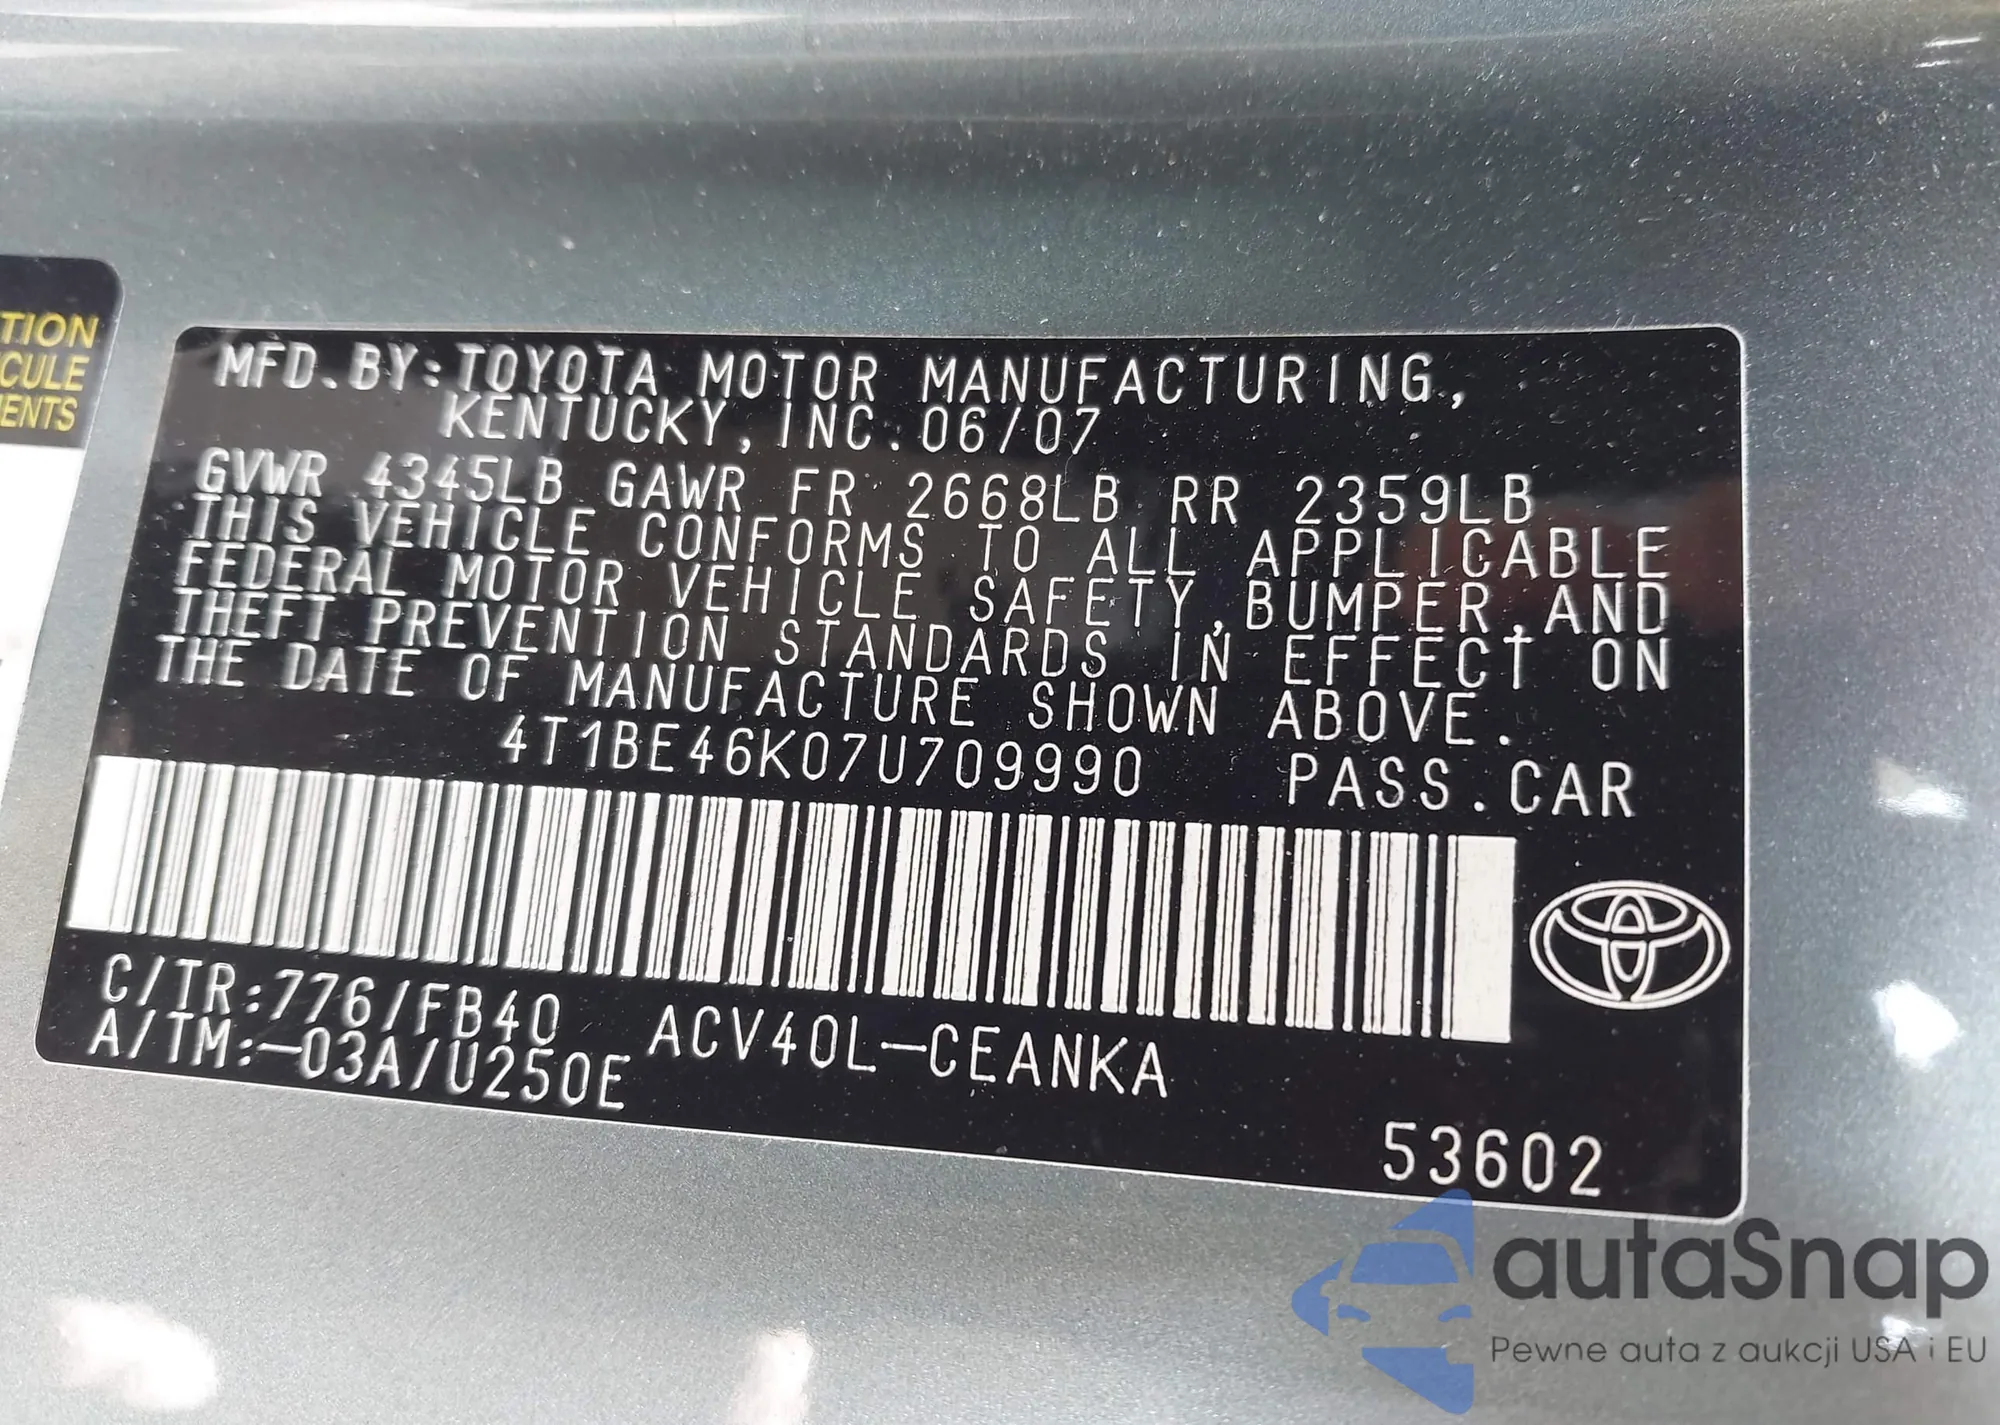 TION
CULE
ENTS
MFD.BY:TOYOTA MOTOR MANUFACTURING,
KENTUCKY,INC.06/07
GVWR 4345LB GAWR FR 2668LB RR 2359LB
THIS VEHICLE CONFORMS TO ALL APPLICABLE
FEDERAL MOTOR VEHICLE SAFETY,BUMPER,AND
THEFT PREVENTION STANDARDS IN EFFECT ON
THE DATE OF MANUFACTURE SHOWN ABOVE.
4T1BE46K07U709990 PASS.CAR
C/TR:776/FB40 ACV40L-CEANKA
A/TM:-03A/U250E
53602
autaSnap
Pewne auta z aukcji USA i EU